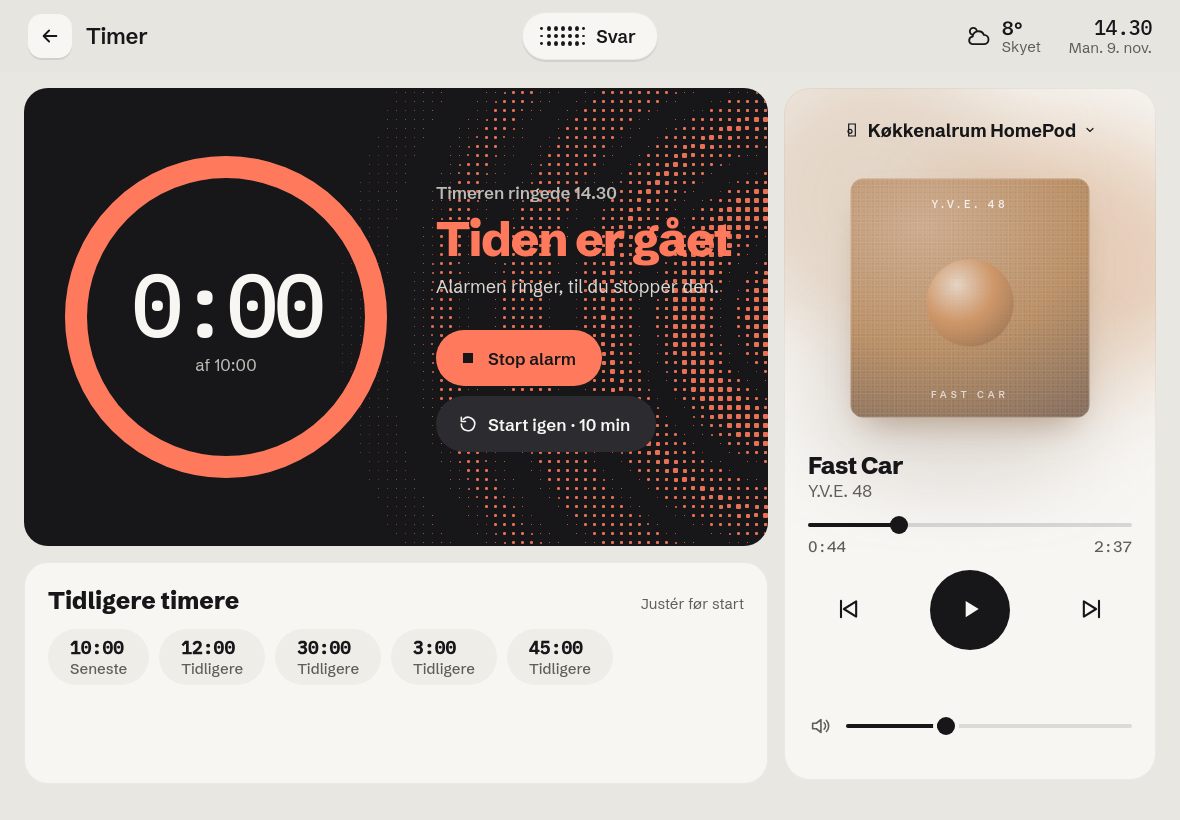 Timer
Svar
8°
Skyet
14.30
Man. 9. nov.
Timeren ringede 14.30
Tiden er gået
Alarmen ringer, til du stopper den.
0:00
af 10:00
Stop alarm
Start igen · 10 min
Tidligere timere
Justér før start
10:00
Seneste
12:00
Tidligere
30:00
Tidligere
3:00
Tidligere
45:00
Tidligere
Køkkenalrum HomePod
Y.V.E. 48
FAST CAR
Fast Car
Y.V.E. 48
0:44
2:37